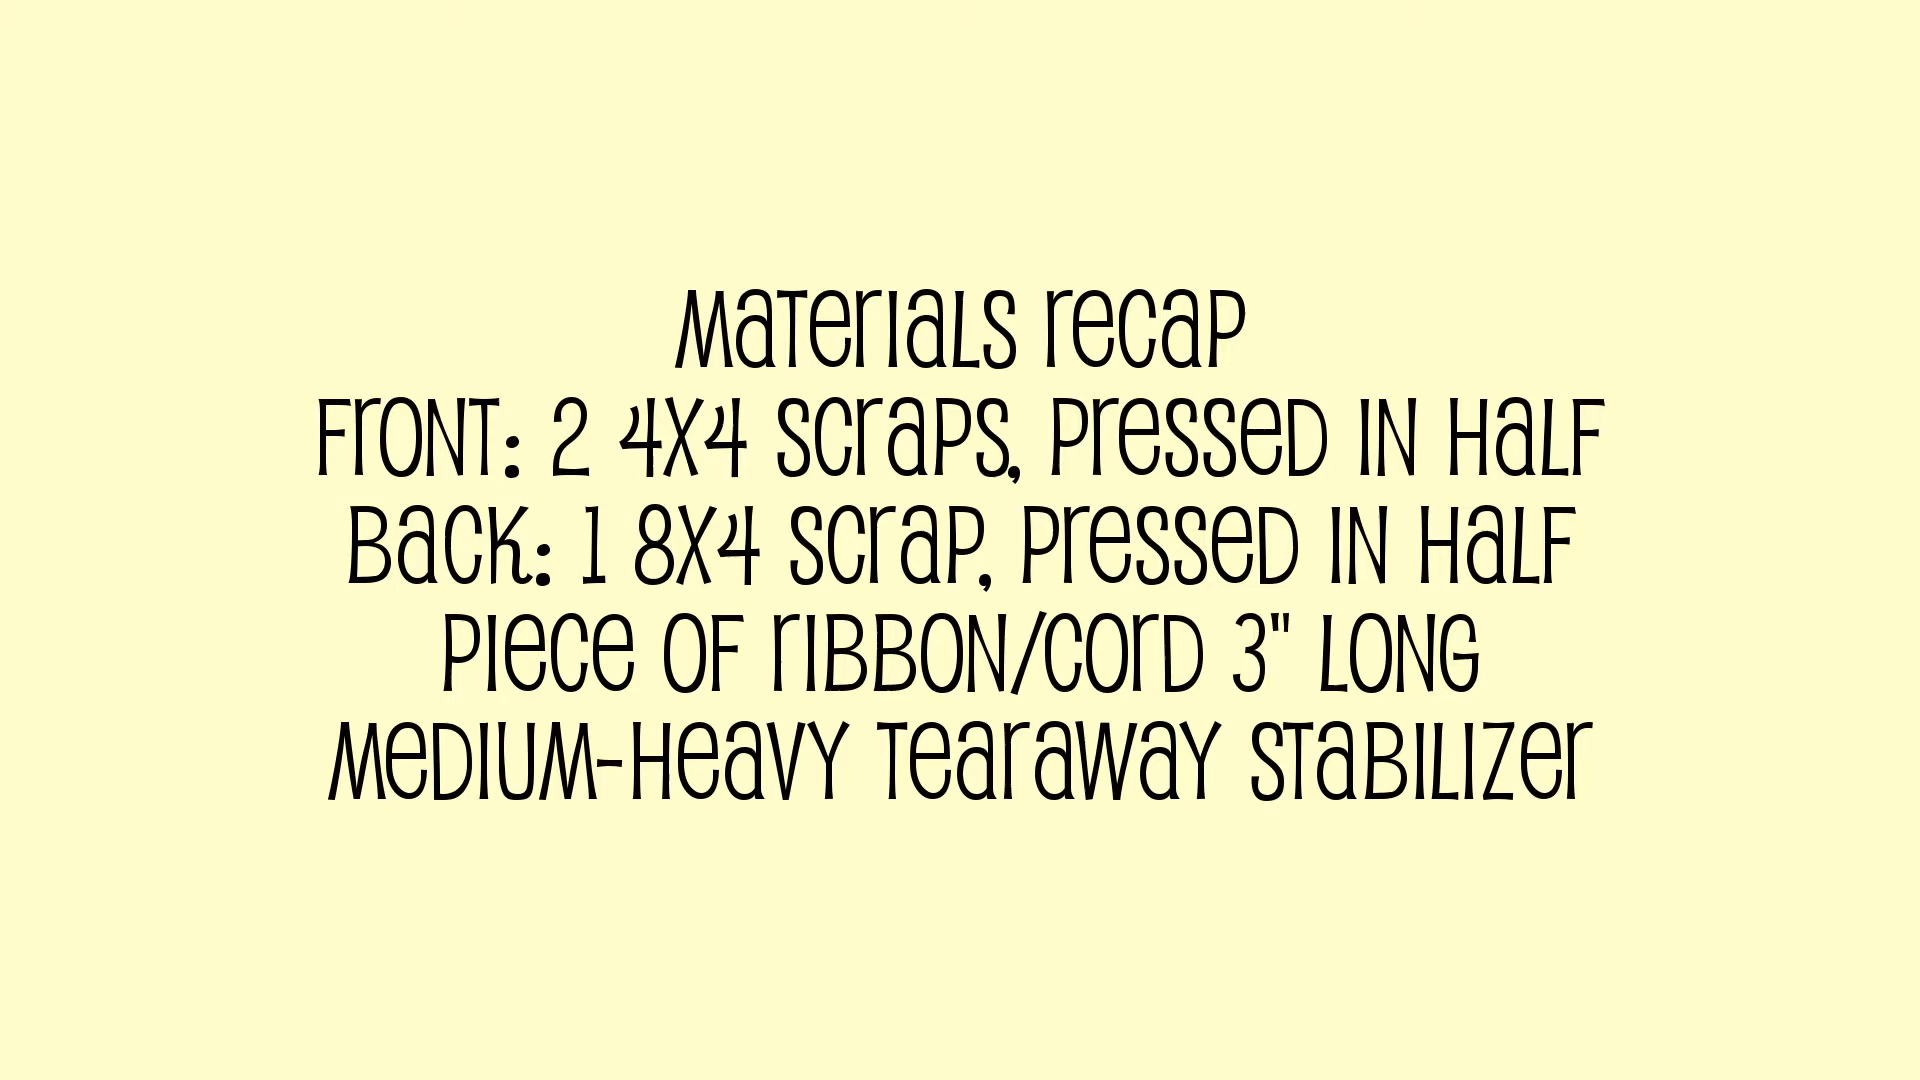 Materials recap
Front: 2 4x4 scraps, pressed in half
Back: 1 8x4 scrap, pressed in half
Piece of ribbon/cord 3" long
Medium-heavy tearaway stabilizer